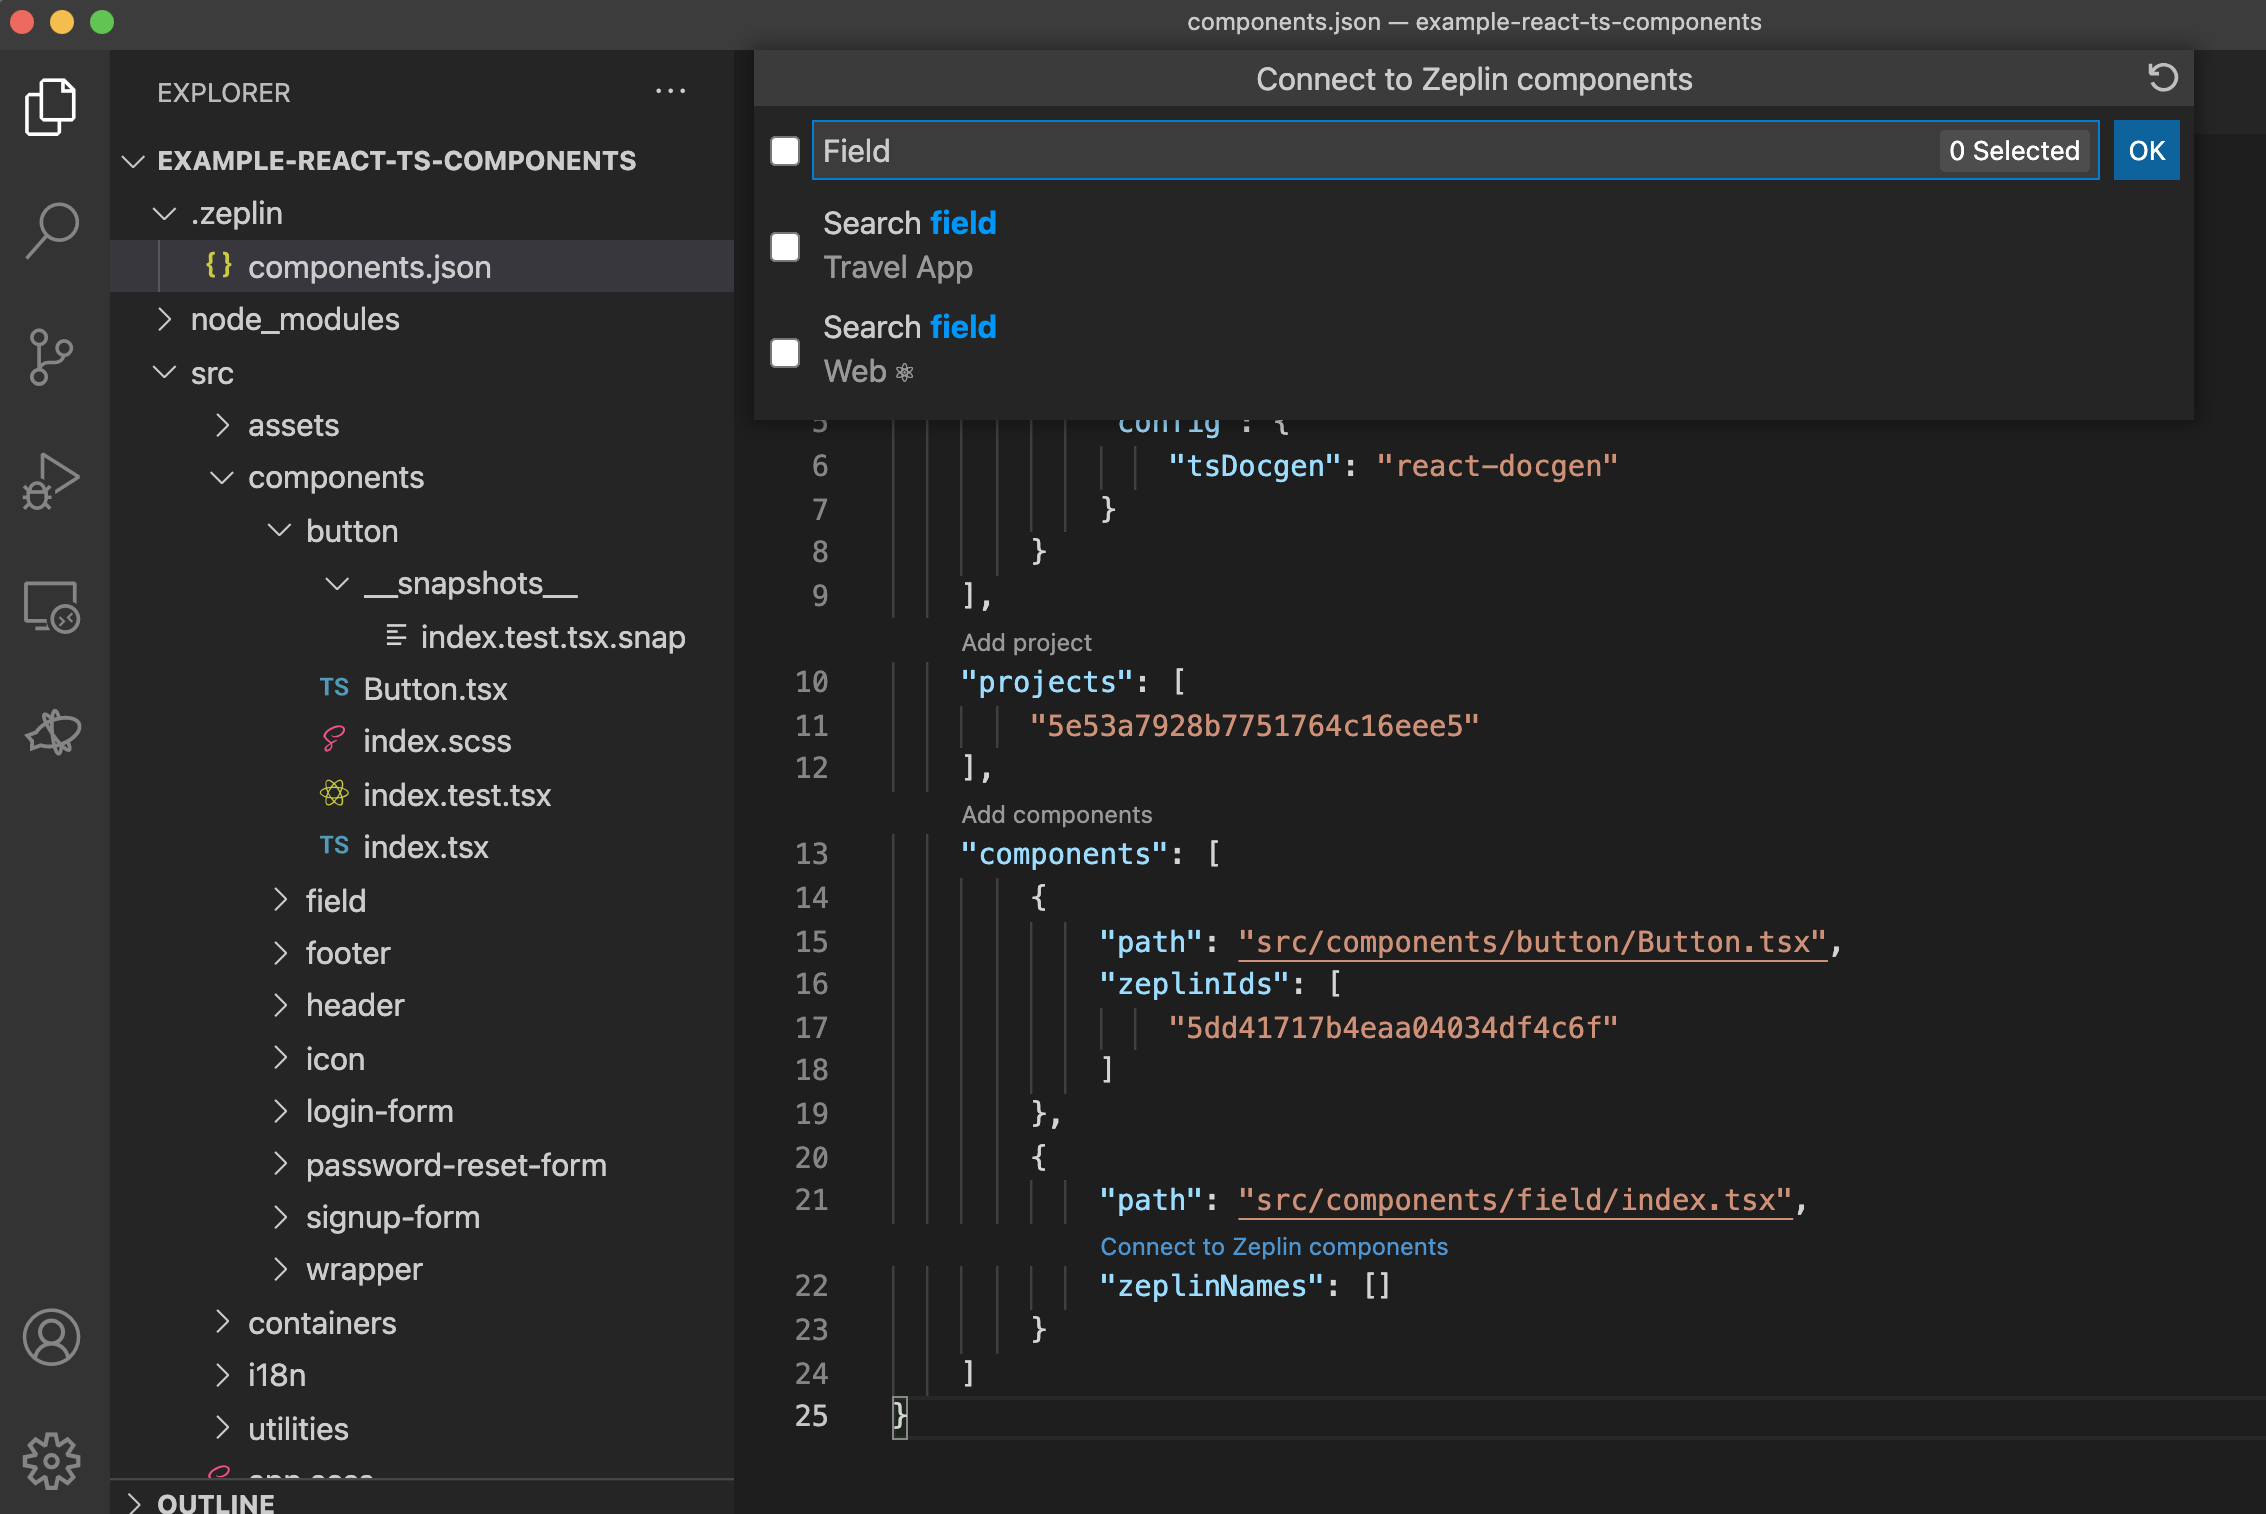 components.json — example-react-ts-components
EXPLORER
EXAMPLE-REACT-TS-COMPONENTS
.zeplin
{} components.json
node_modules
src
assets
components
button
__snapshots__
index.test.tsx.snap
TS Button.tsx
index.scss
index.test.tsx
TS index.tsx
field
footer
header
icon
login-form
password-reset-form
signup-form
wrapper
containers
i18n
utilities
app.scss
OUTLINE
Connect to Zeplin components
Field
0 Selected
OK
Search field
Travel App
Search field
Web ⚛
5 "config": {
6 "tsDocgen": "react-docgen"
7 }
8 }
9 ],
Add project
10 "projects": [
11 "5e53a7928b7751764c16eee5"
12 ],
Add components
13 "components": [
14 {
15 "path": "src/components/button/Button.tsx",
16 "zeplinIds": [
17 "5dd41717b4eaa04034df4c6f"
18 ]
19 },
20 {
21 "path": "src/components/field/index.tsx",
Connect to Zeplin components
22 "zeplinNames": []
23 }
24 ]
25 }